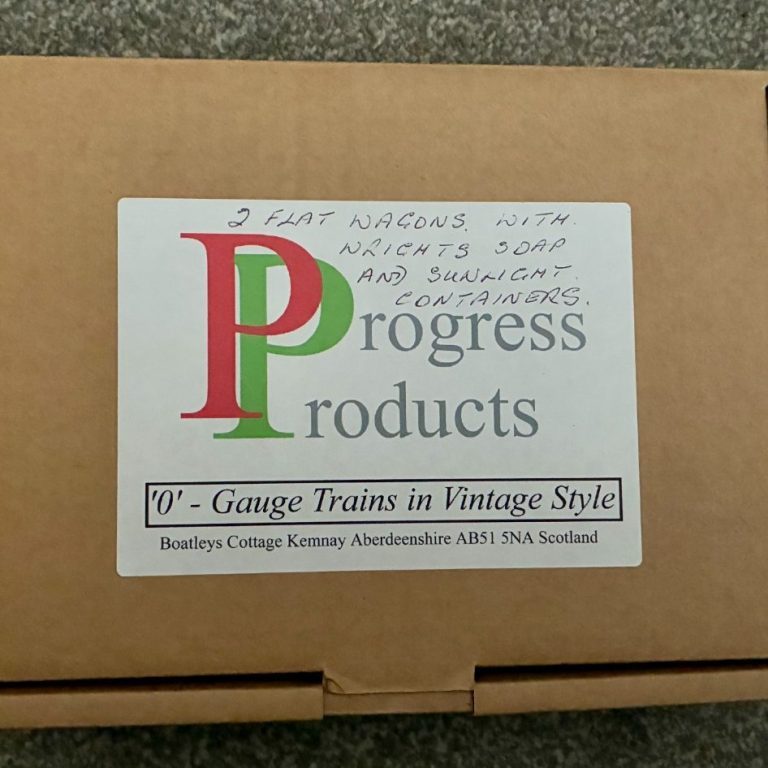 2 FLAT WAGONS. WITH.
WRIGHTS SOAP
AND SUNLIGHT.
CONTAINERS.
Progress
Products
'0' - Gauge Trains in Vintage Style
Boatleys Cottage Kemnay Aberdeenshire AB51 5NA Scotland